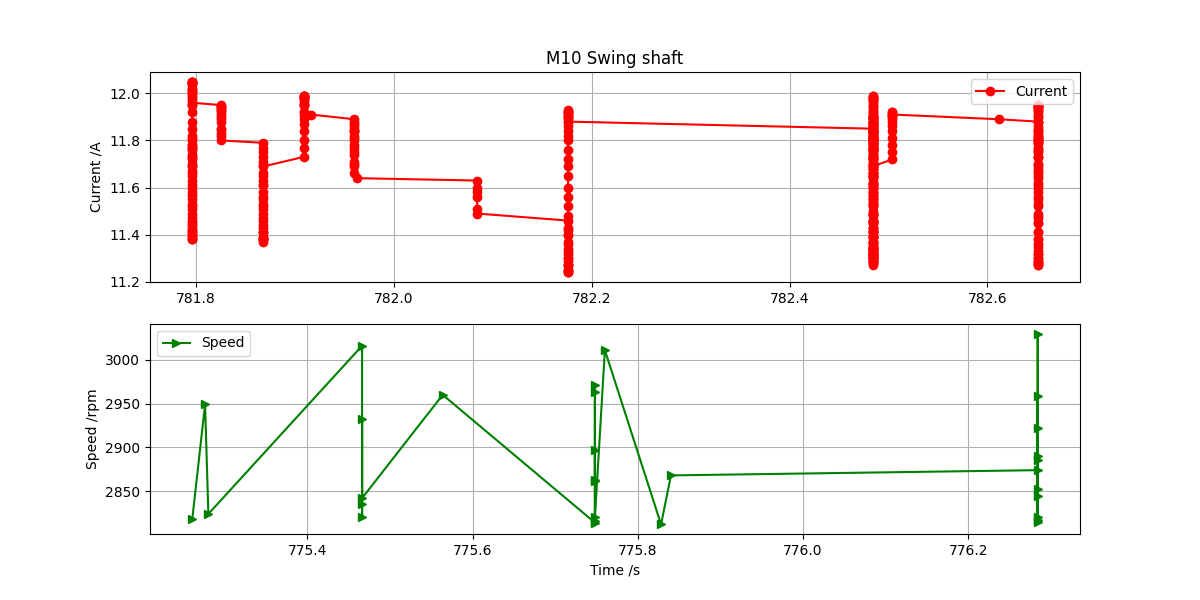 M10 Swing shaft
Current /A
12.0
11.8
11.6
11.4
11.2
Current
781.8 782.0 782.2 782.4 782.6
Speed /rpm
3000
2950
2900
2850
Speed
775.4 775.6 775.8 776.0 776.2
Time /s